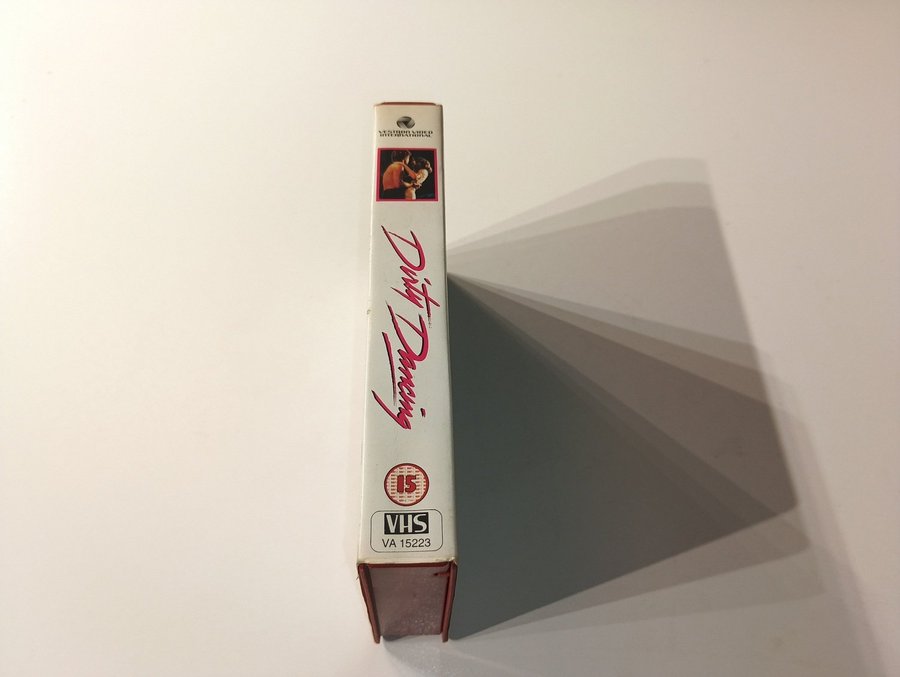 VESTRON VIDEO
INTERNATIONAL
Dirty Dancing
15
VHS
VA 15223